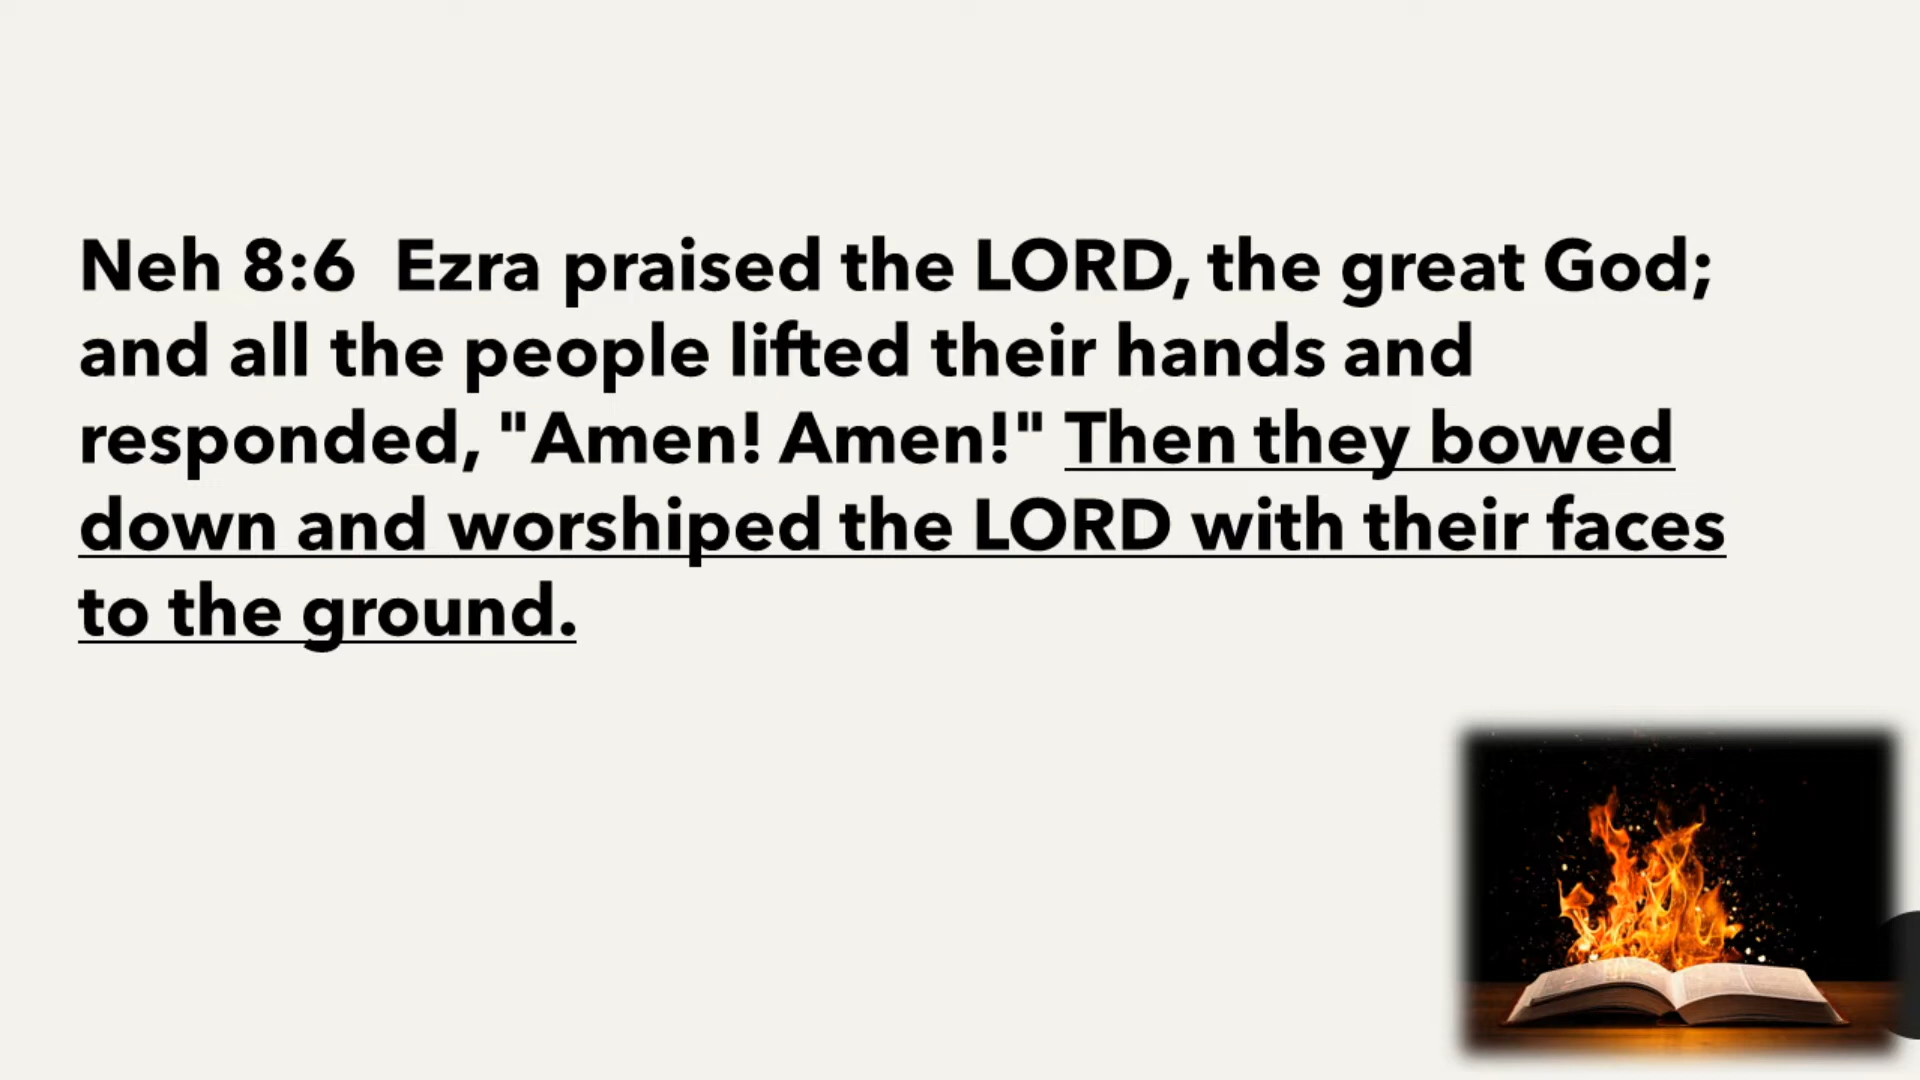 Neh 8:6  Ezra praised the LORD, the great God;
and all the people lifted their hands and
responded, "Amen! Amen!" Then they bowed
down and worshiped the LORD with their faces
to the ground.